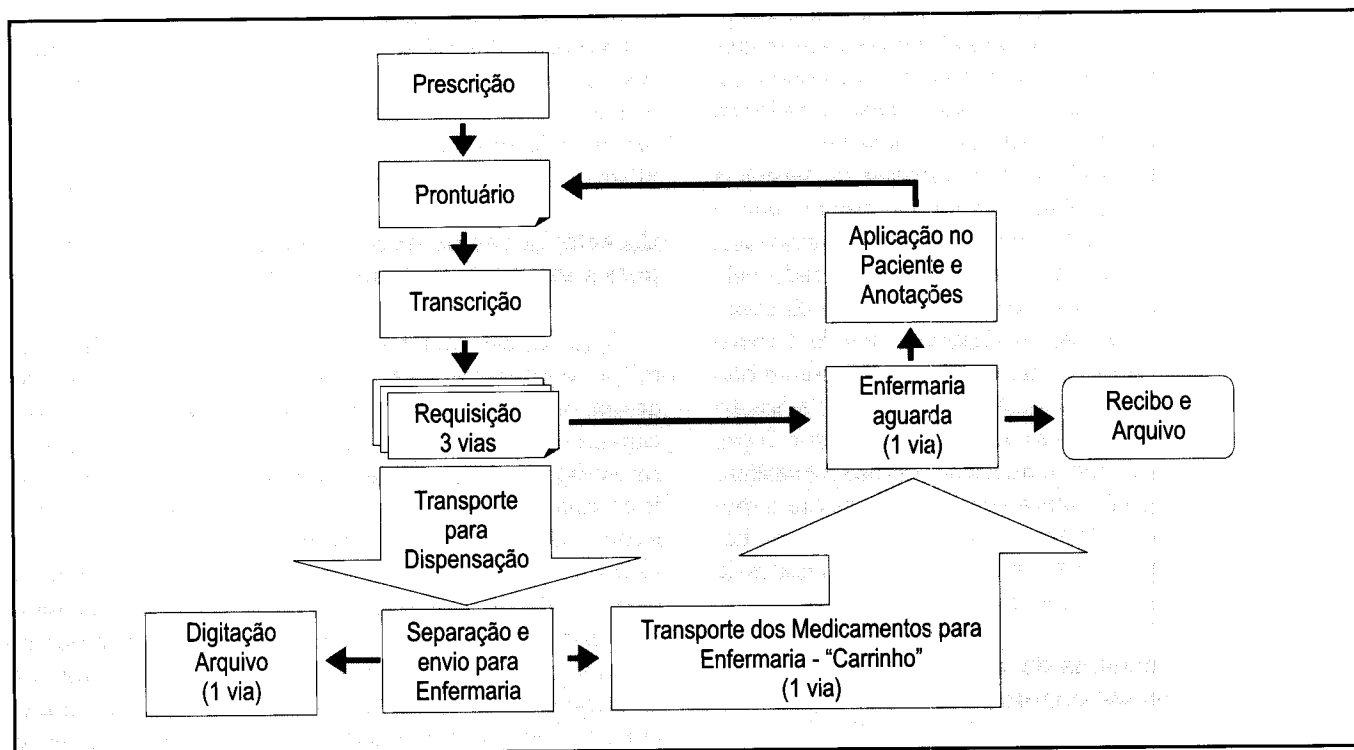 Prescrição
Prontuário
Transcrição
Requisição
3 vias
Transporte
para
Dispensação
Separação e
envio para
Enfermaria
Digitação
Arquivo
(1 via)
Transporte dos Medicamentos para
Enfermaria - “Carrinho”
(1 via)
Enfermaria
aguarda
(1 via)
Recibo e
Arquivo
Aplicação no
Paciente e
Anotações